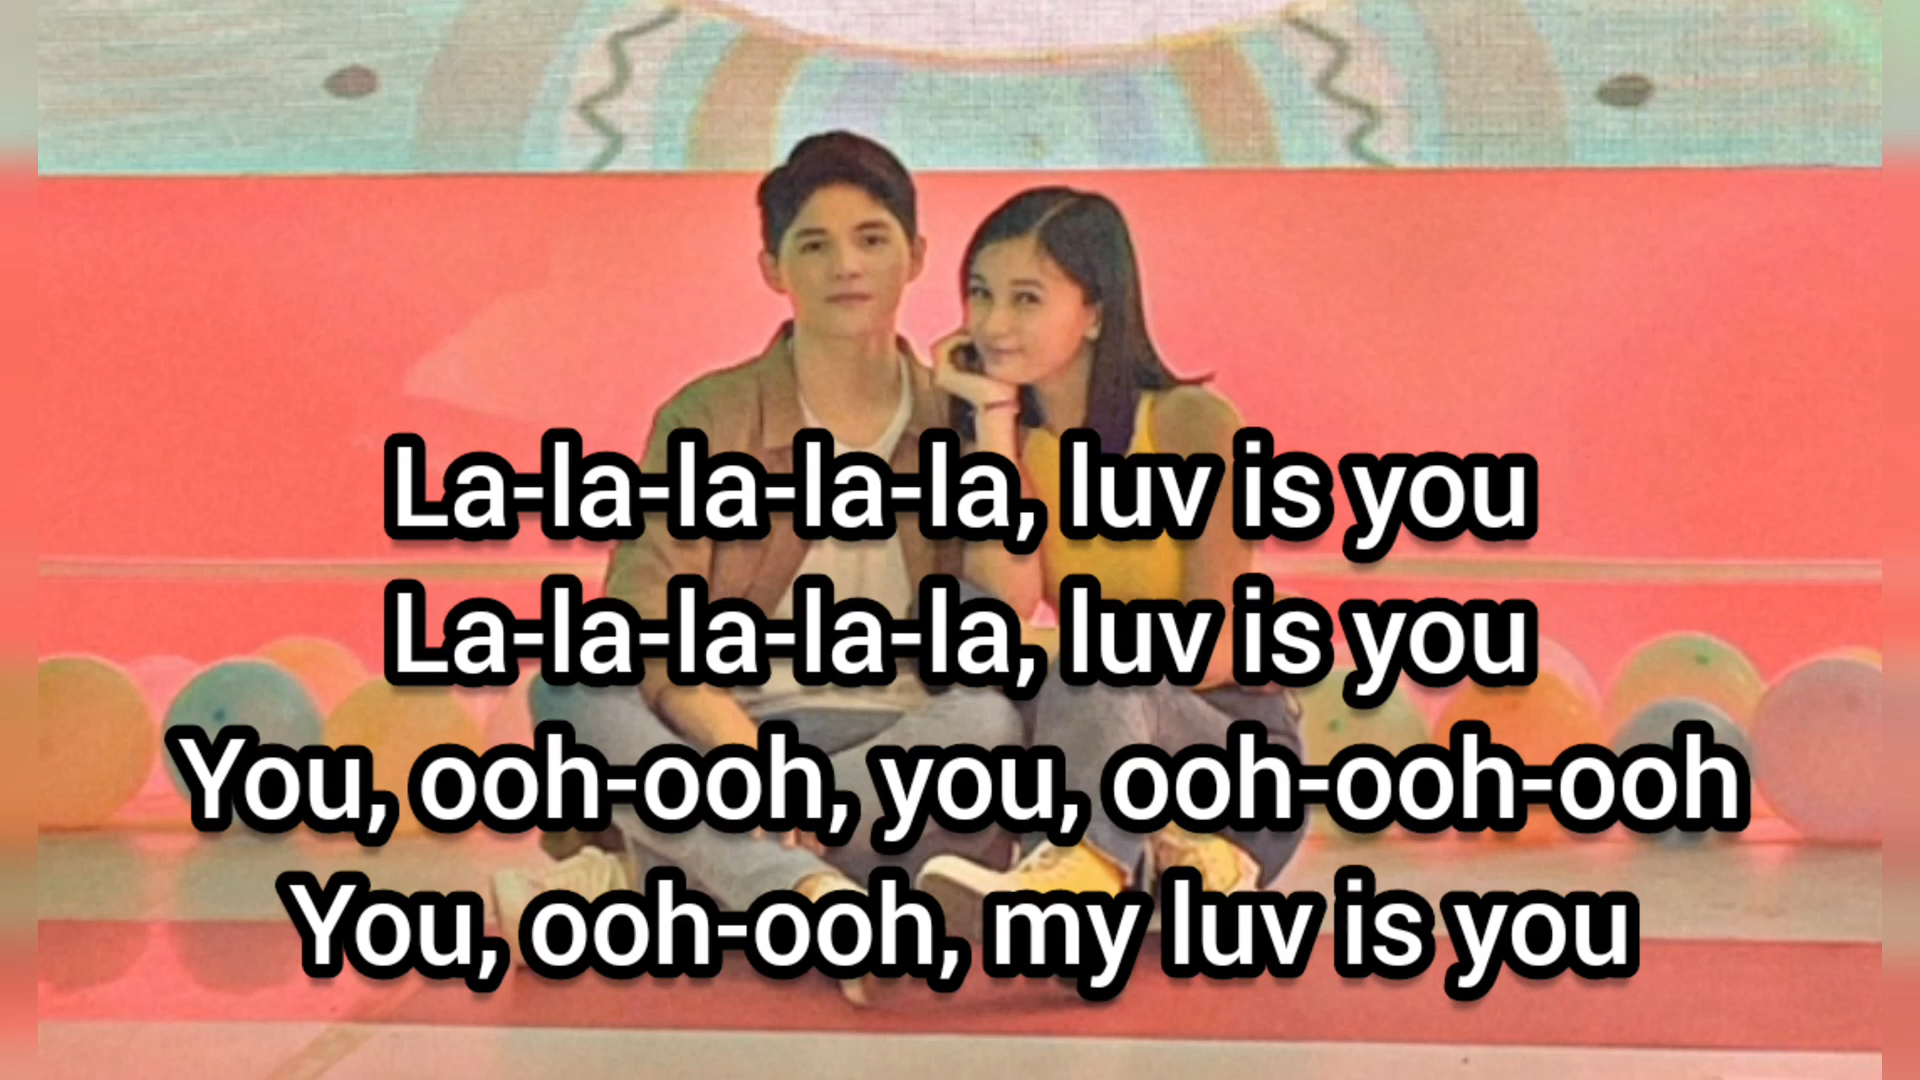 La-la-la-la-la, luv is you
La-la-la-la-la, luv is you
You, ooh-ooh, you, ooh-ooh-ooh
You, ooh-ooh, my luv is you